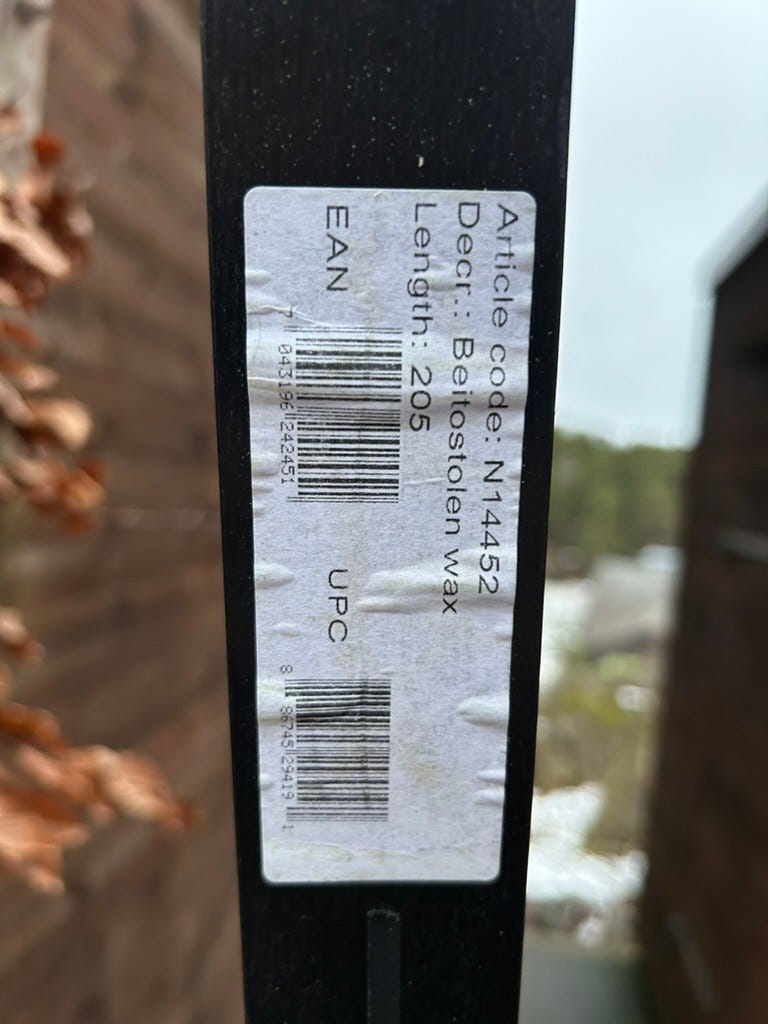 Article code: N14452
Decr.: Beitostolen wax
Length: 205
EAN
7 043196 242451
UPC
8 86745 29419 1